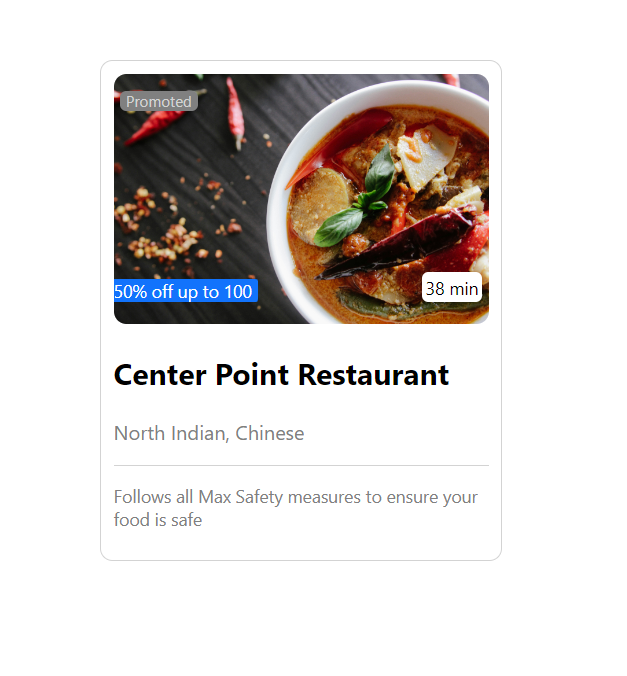 Promoted
50% off up to 100
38 min
Center Point Restaurant
North Indian, Chinese
Follows all Max Safety measures to ensure your
food is safe